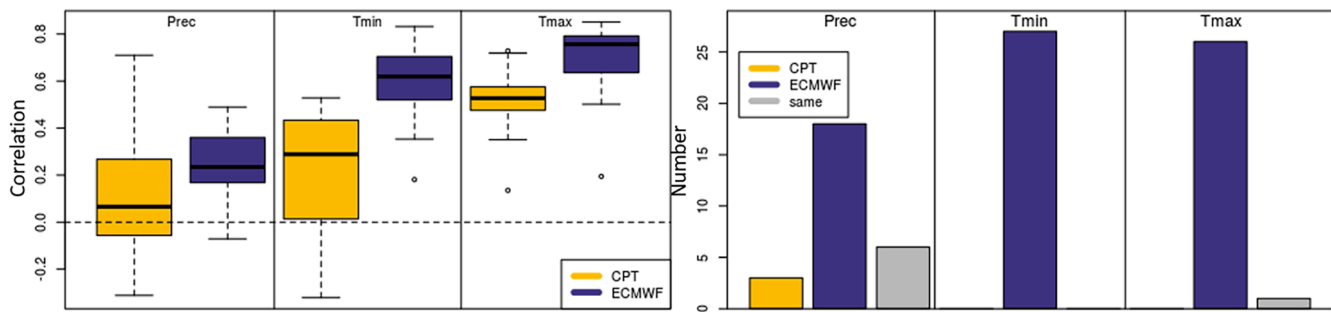 Prec Tmin Tmax
Correlation
0.8
0.6
0.4
0.2
0.0
-0.2
CPT
ECMWF
Prec Tmin Tmax
Number
25
20
15
10
5
0
CPT
ECMWF
same